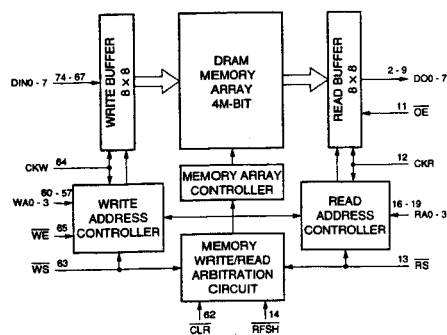 WRITE BUFFER
8 × 8
DRAM
MEMORY
ARRAY
4M-BIT
READ BUFFER
8 × 8
DIN0 - 7
74 - 67
2 - 9
DO0 - 7
11
OE
64
CKW
12
CKR
60 - 57
WA0 - 3
65
WE
63
WS
WRITE
ADDRESS
CONTROLLER
MEMORY ARRAY
CONTROLLER
READ
ADDRESS
CONTROLLER
16 - 19
RA0 - 3
13
RS
MEMORY
WRITE/READ
ARBITRATION
CIRCUIT
62
CLR
14
RFSH